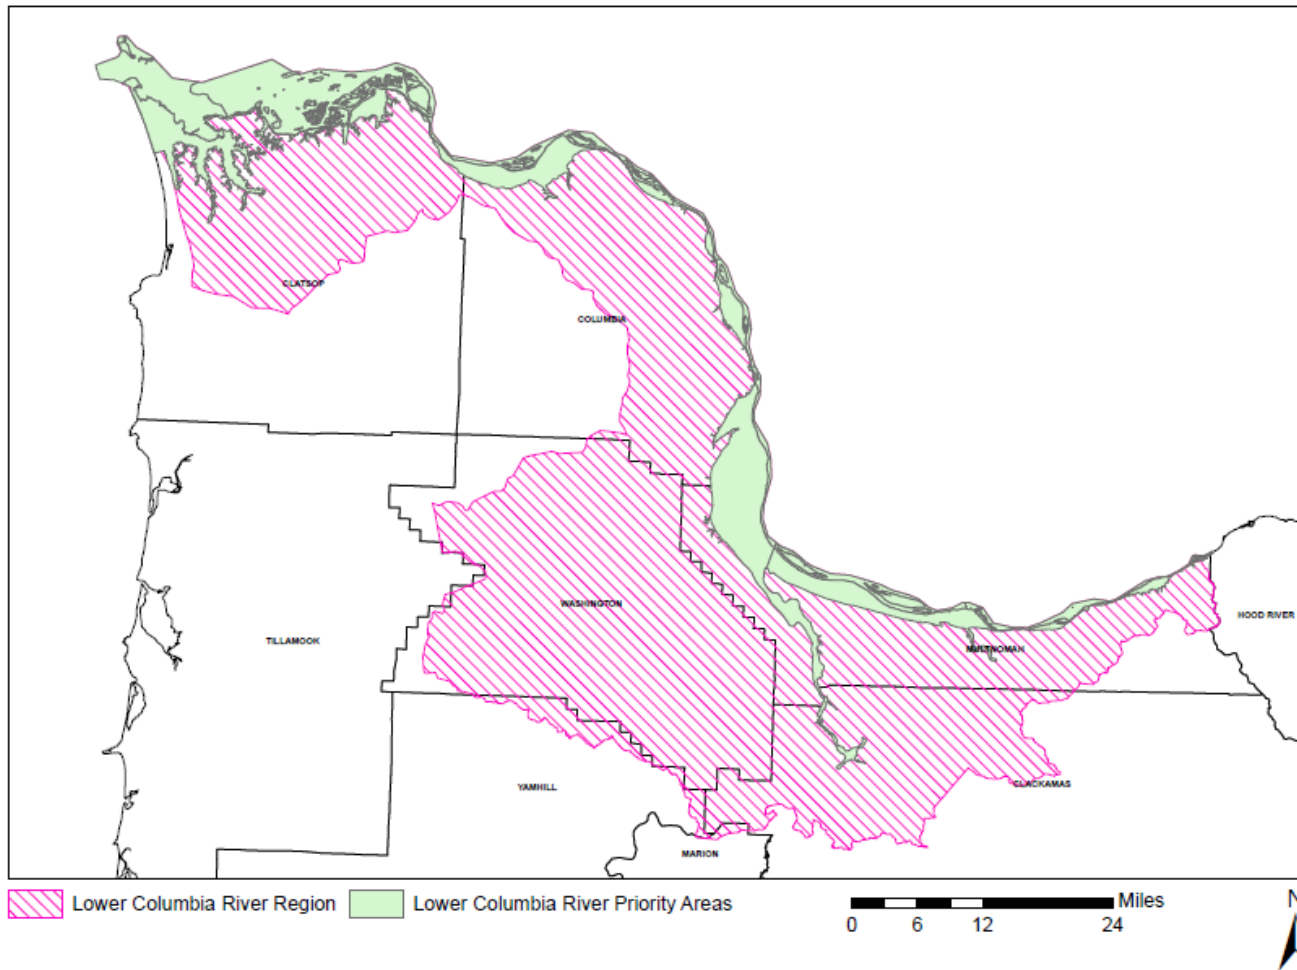 CLATSOP
COLUMBIA
WASHINGTON
HOOD RIVER
TILLAMOOK
MULTNOMAH
YAMHILL
CLACKAMAS
MARION
Lower Columbia River Region
Lower Columbia River Priority Areas
Miles
0 6 12 24
N